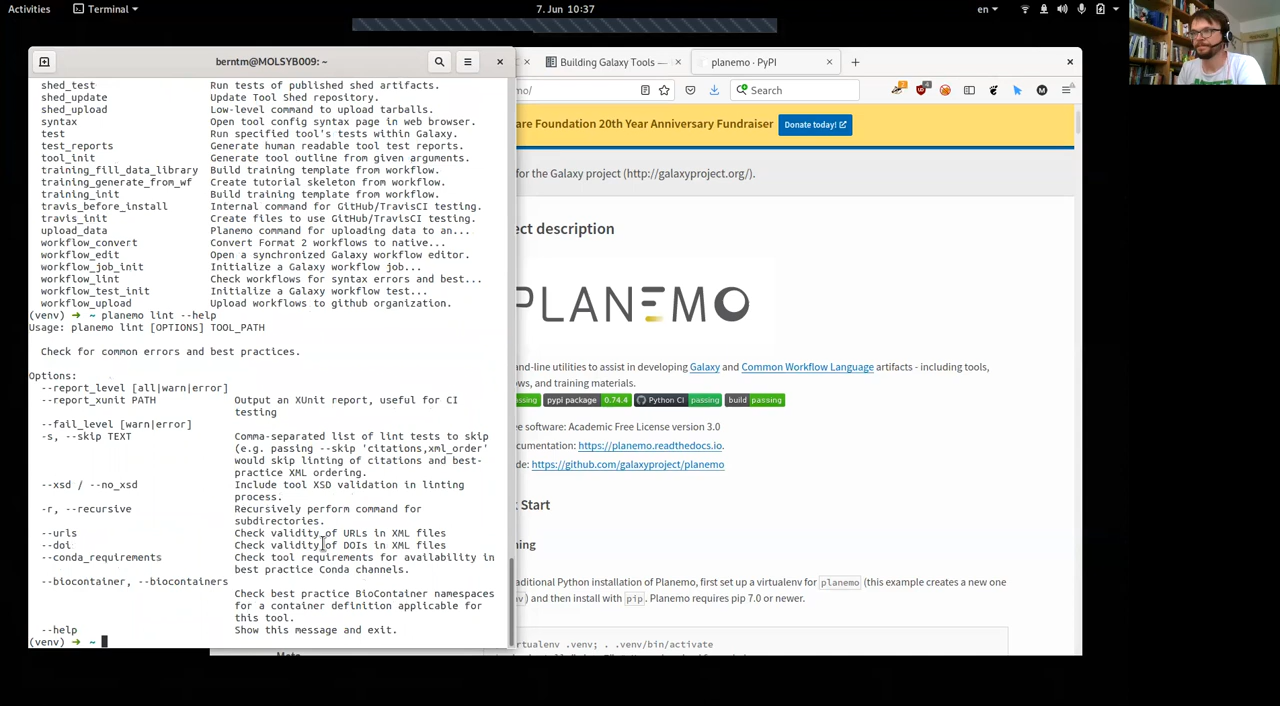 Activities
Terminal
7. Jun 10:37
en
berntm@MOLSYB009: ~
shed_test Run tests of published shed artifacts.
shed_update Update Tool Shed repository.
shed_upload Low-level command to upload tarballs.
syntax Open tool config syntax page in web browser.
test Run specified tool's tests within Galaxy.
test_reports Generate human readable tool test reports.
tool_init Generate tool outline from given arguments.
training_fill_data_library Build training template from workflow.
training_generate_from_wf Create tutorial skeleton from workflow.
training_init Build training template from workflow.
travis_before_install Internal command for GitHub/TravisCI testing.
travis_init Create files to use GitHub/TravisCI testing.
upload_data Planemo command for uploading data to an...
workflow_convert Convert Format 2 workflows to native...
workflow_edit Open a synchronized Galaxy workflow editor.
workflow_job_init Initialize a Galaxy workflow job...
workflow_lint Check workflows for syntax errors and best...
workflow_test_init Initialize a Galaxy workflow test...
workflow_upload Upload workflows to github organization.
(venv) ➜ ~ planemo lint --help
Usage: planemo lint [OPTIONS] TOOL_PATH
Check for common errors and best practices.
Options:
--report_level [all|warn|error]
--report_xunit PATH Output an XUnit report, useful for CI
testing
--fail_level [warn|error]
-s, --skip TEXT Comma-separated list of lint tests to skip
(e.g. passing --skip 'citations,xml_order'
would skip linting of citations and best-
practice XML ordering.
--xsd / --no_xsd Include tool XSD validation in linting
process.
-r, --recursive Recursively perform command for
subdirectories.
--urls Check validity of URLs in XML files
--doi Check validity of DOIs in XML files
--conda_requirements Check tool requirements for availability in
best practice Conda channels.
--biocontainer, --biocontainers
Check best practice BioContainer namespaces
for a container definition applicable for
this tool.
--help Show this message and exit.
(venv) ➜ ~
Building Galaxy Tools —
planemo · PyPI
mo/
Search
are Foundation 20th Year Anniversary Fundraiser
Donate today!
for the Galaxy project (http://galaxyproject.org/).
ect description
PLANEMO
and-line utilities to assist in developing Galaxy and Common Workflow Language artifacts - including tools,
ows, and training materials.
passing pypi package 0.74.4 Python CI passing build passing
ee software: Academic Free License version 3.0
ocumentation: https://planemo.readthedocs.io.
de: https://github.com/galaxyproject/planemo
k Start
ning
aditional Python installation of Planemo, first set up a virtualenv for planemo (this example creates a new one
nv) and then install with pip. Planemo requires pip 7.0 or newer.
irtualenv .venv; . .venv/bin/activate
Meta